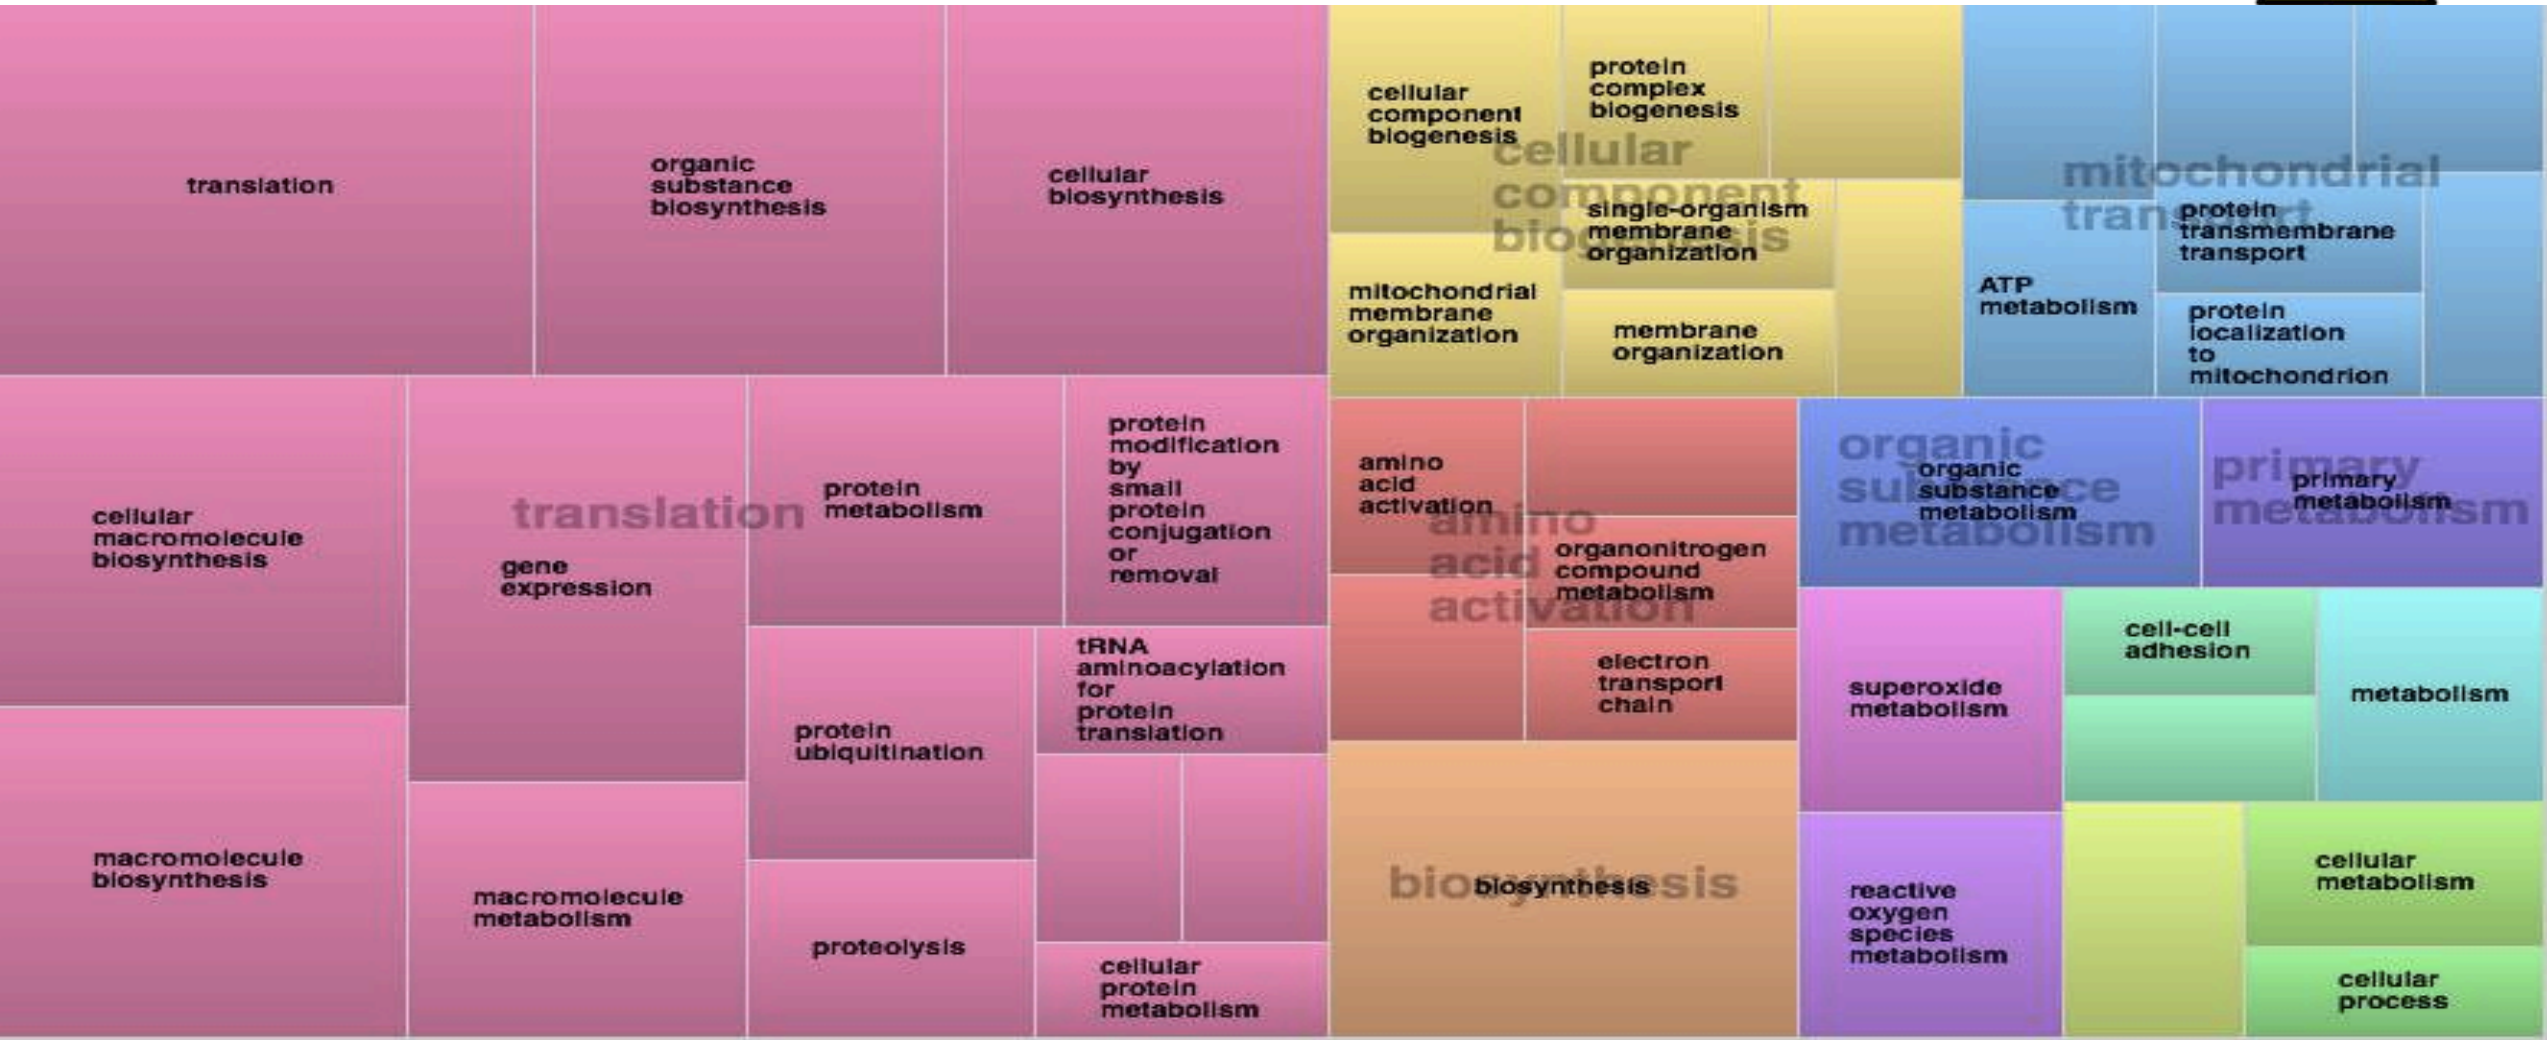 translation
organic
substance
biosynthesis
cellular
biosynthesis
cellular
macromolecule
biosynthesis
macromolecule
biosynthesis
gene
expression
macromolecule
metabolism
translation
protein
metabolism
protein
modification
by
small
protein
conjugation
or
removal
protein
ubiquitination
tRNA
aminoacylation
for
protein
translation
proteolysis
cellular
protein
metabolism
cellular
component
biogenesis
protein
complex
biogenesis
cellular
component
biogenesis
single-organism
membrane
organization
mitochondrial
membrane
organization
membrane
organization
mitochondrial
transport
protein
transmembrane
transport
ATP
metabolism
protein
localization
to
mitochondrion
amino
acid
activation
amino
acid
activation
organonitrogen
compound
metabolism
electron
transport
chain
organic
substance
metabolism
organic
substance
metabolism
primary
metabolism
primary
metabolism
biosynthesis
biosynthesis
superoxide
metabolism
cell-cell
adhesion
metabolism
reactive
oxygen
species
metabolism
cellular
metabolism
cellular
process